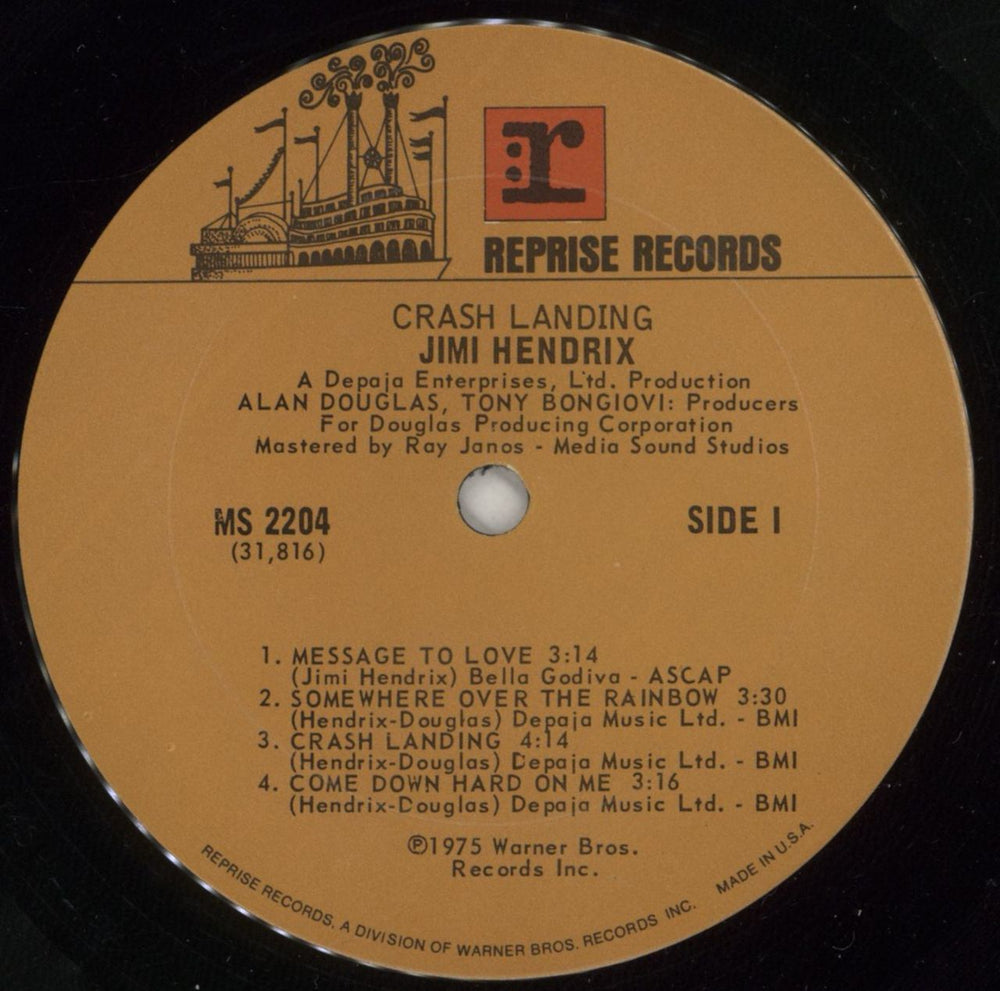 r
REPRISE RECORDS
CRASH LANDING
JIMI HENDRIX
A Depaja Enterprises, Ltd. Production
ALAN DOUGLAS, TONY BONGIOVI: Producers
For Douglas Producing Corporation
Mastered by Ray Janos - Media Sound Studios
MS 2204 SIDE 1
(31,816)
1. MESSAGE TO LOVE 3:14
(Jimi Hendrix) Bella Godiva - ASCAP
2. SOMEWHERE OVER THE RAINBOW 3:30
(Hendrix-Douglas) Depaja Music Ltd. - BMI
3. CRASH LANDING 4:14
(Hendrix-Douglas) Depaja Music Ltd. - BMI
4. COME DOWN HARD ON ME 3:16
(Hendrix-Douglas) Depaja Music Ltd. - BMI
℗1975 Warner Bros.
Records Inc.
REPRISE RECORDS, A DIVISION OF WARNER BROS. RECORDS INC. MADE IN U.S.A.